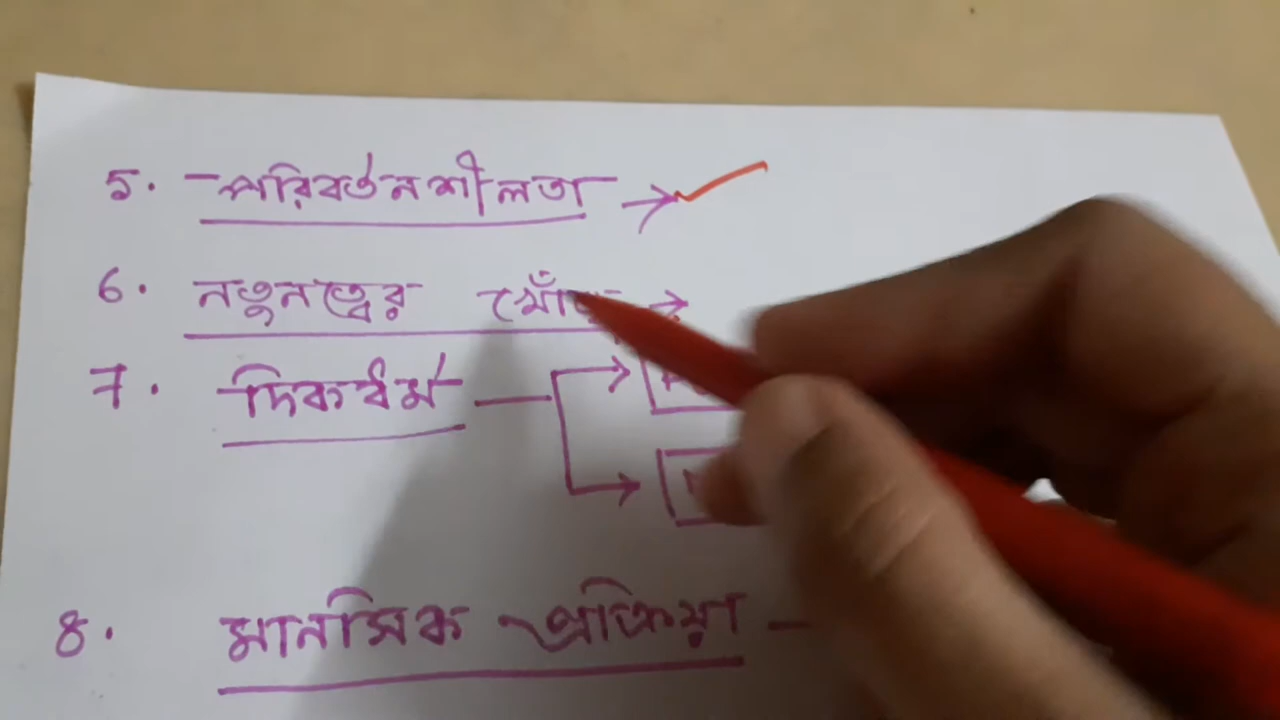 5. পরিবর্তনশীলতা →
6. নতুনত্বের →
7. দিকধর্ম
8. মানসিক প্রক্রিয়া –